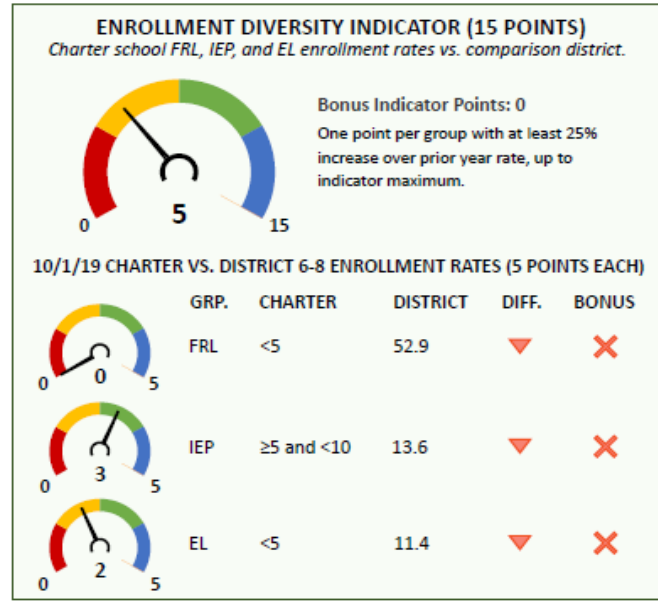 ENROLLMENT DIVERSITY INDICATOR (15 POINTS)
Charter school FRL, IEP, and EL enrollment rates vs. comparison district.
Bonus Indicator Points: 0
One point per group with at least 25%
increase over prior year rate, up to
indicator maximum.
0 5 15
10/1/19 CHARTER VS. DISTRICT 6-8 ENROLLMENT RATES (5 POINTS EACH)
GRP. CHARTER DISTRICT DIFF. BONUS
FRL <5 52.9
0 0 5
IEP ≥5 and <10 13.6
0 3 5
EL <5 11.4
0 2 5